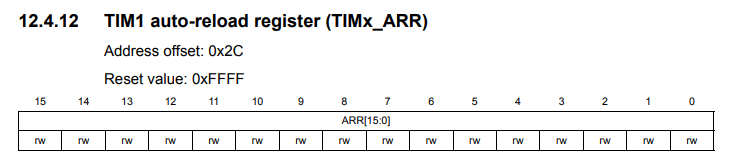 12.4.12 TIM1 auto-reload register (TIMx_ARR)
Address offset: 0x2C
Reset value: 0xFFFF
15 14 13 12 11 10 9 8 7 6 5 4 3 2 1 0
ARR[15:0]
rw rw rw rw rw rw rw rw rw rw rw rw rw rw rw rw